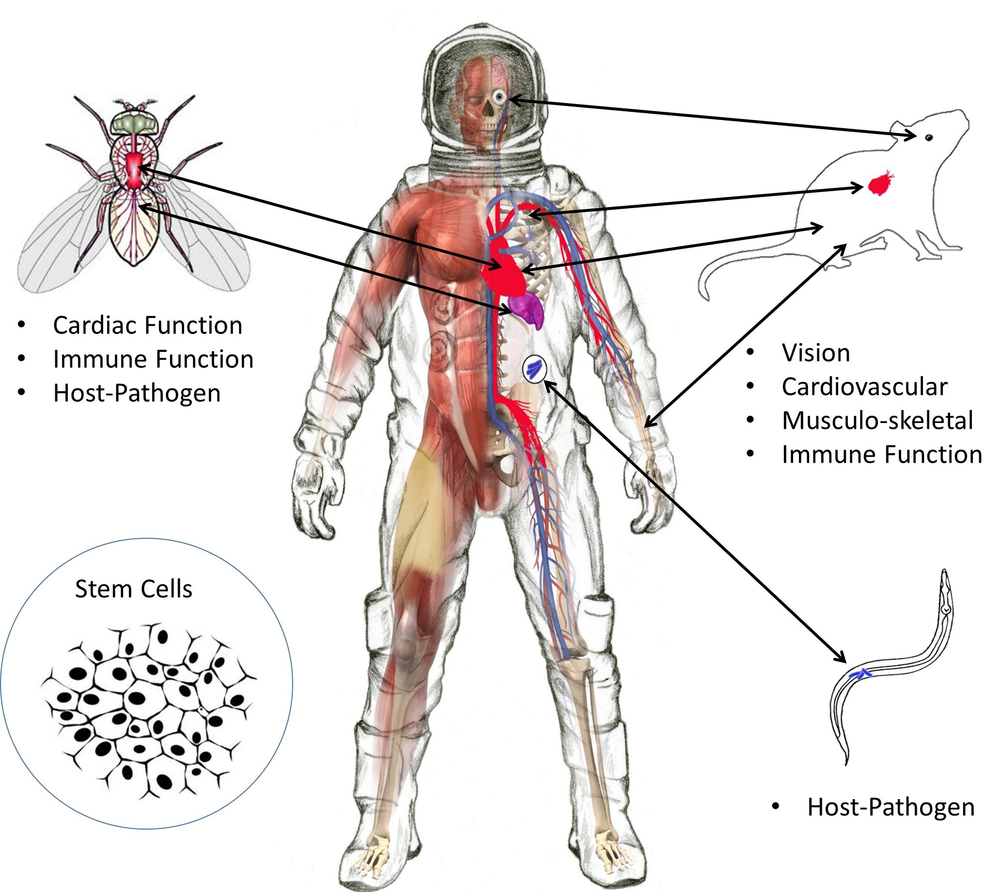 • Cardiac Function
• Immune Function
• Host-Pathogen
• Vision
• Cardiovascular
• Musculo-skeletal
• Immune Function
Stem Cells
• Host-Pathogen